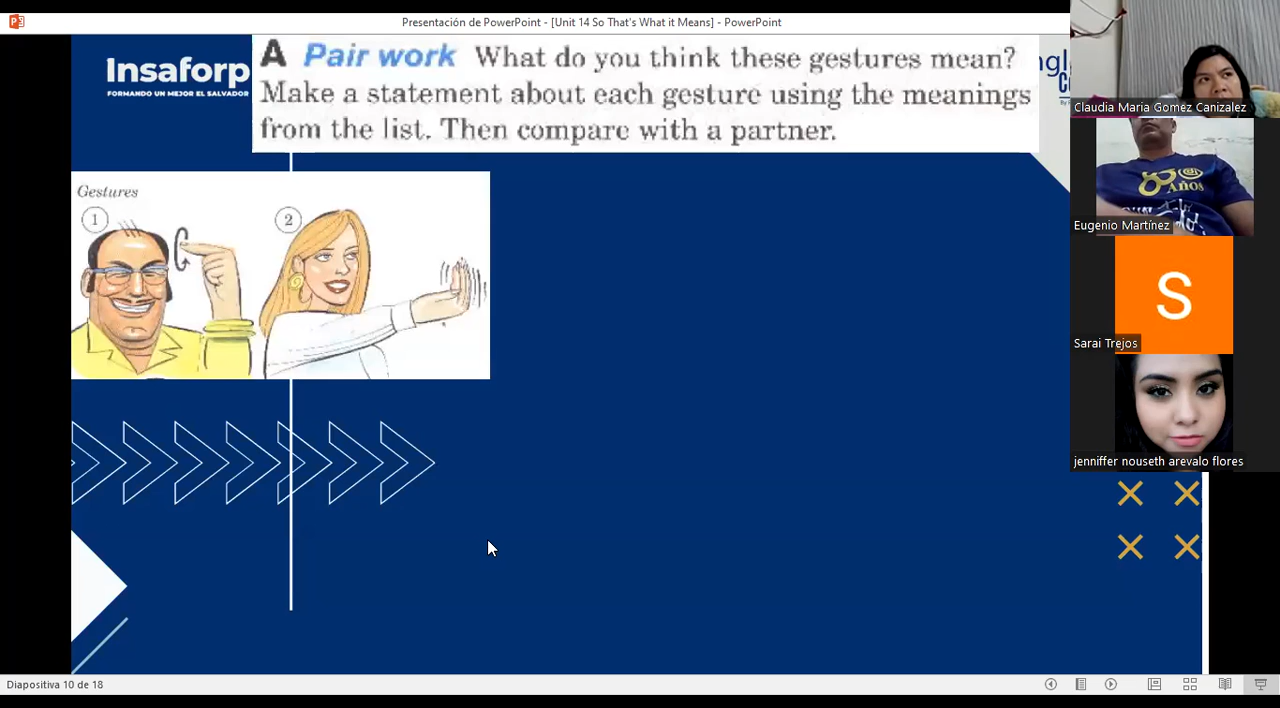 Presentación de PowerPoint - [Unit 14 So That's What it Means] - PowerPoint
Insaforp
FORMANDO UN MEJOR EL SALVADOR
A Pair work What do you think these gestures mean?
Make a statement about each gesture using the meanings
from the list. Then compare with a partner.
Gestures
1
2
Claudia Maria Gomez Canizalez
Años
Eugenio Martínez
S
Sarai Trejos
jenniffer nouseth arevalo flores
Diapositiva 10 de 18